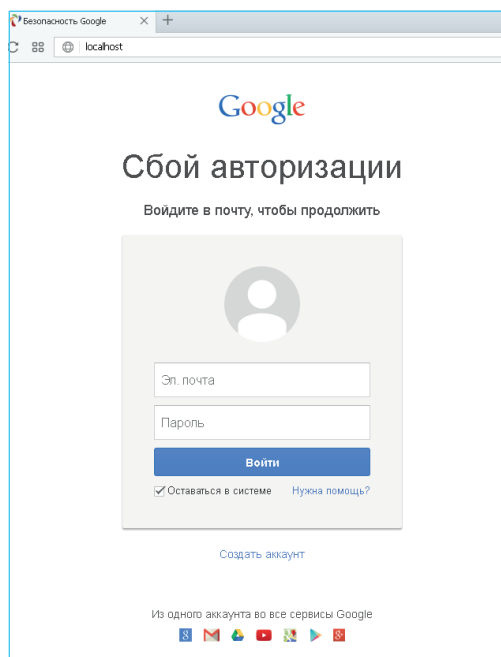 Безопасность Google
localhost
Google
Сбой авторизации
Войдите в почту, чтобы продолжить
Эл. почта
Пароль
Войти
Оставаться в системе Нужна помощь?
Создать аккаунт
Из одного аккаунта во все сервисы Google